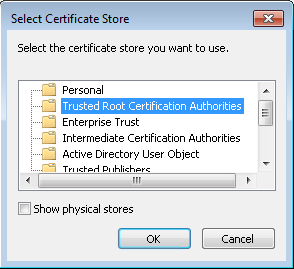 Select Certificate Store
Select the certificate store you want to use.
Personal
Trusted Root Certification Authorities
Enterprise Trust
Intermediate Certification Authorities
Active Directory User Object
Trusted Publishers
Show physical stores
OK
Cancel